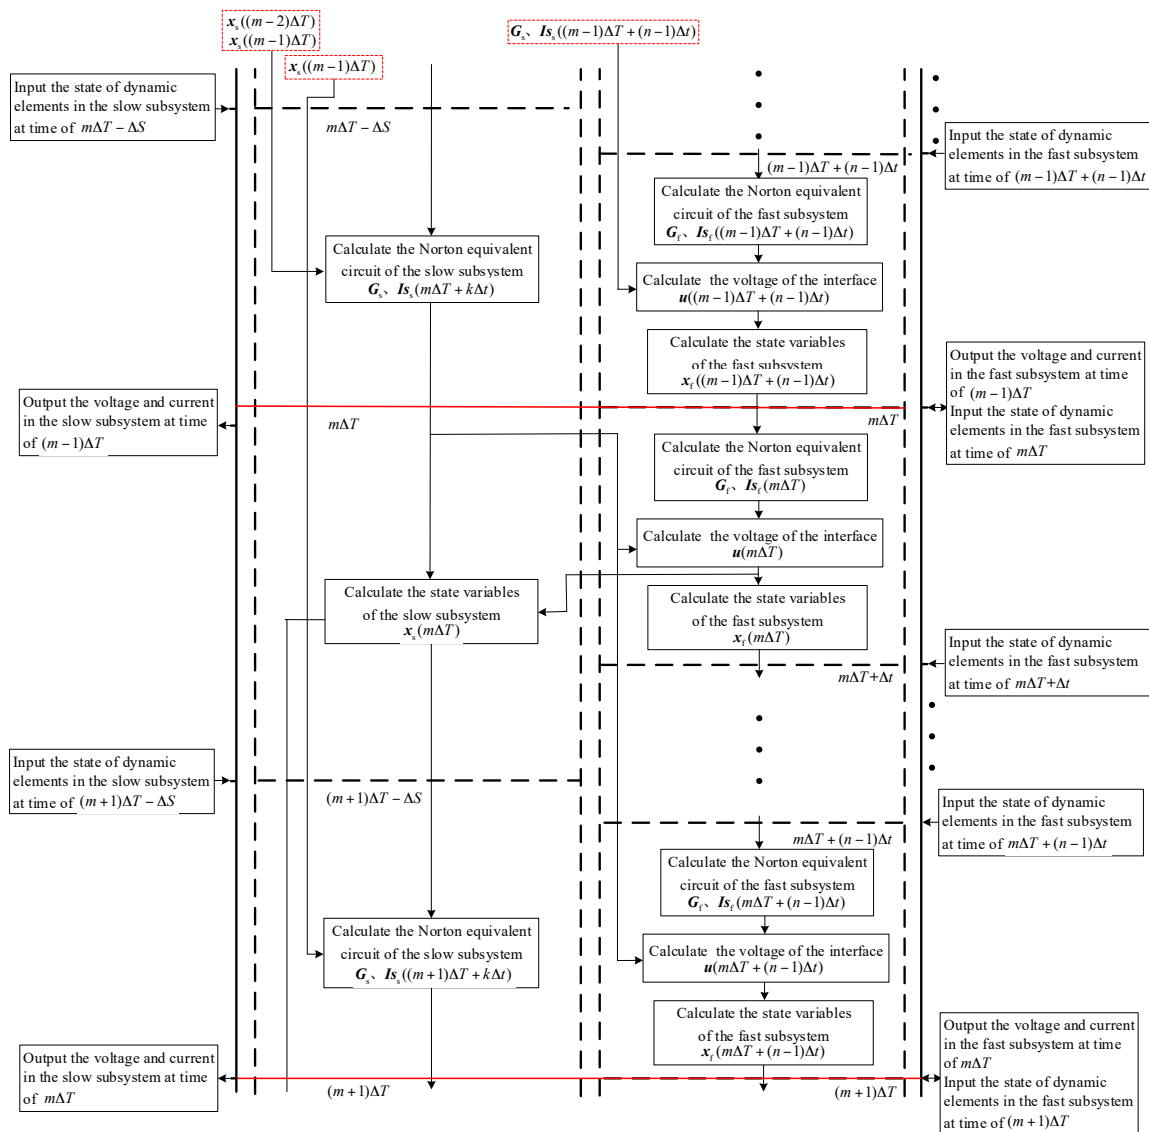 x_s((m−2)ΔT)
x_s((m−1)ΔT)
G_s、Is_s((m−1)ΔT+(n−1)Δt)
x_s((m−1)ΔT)
Input the state of dynamic
elements in the slow subsystem
at time of mΔT−ΔS
mΔT−ΔS
Input the state of dynamic
elements in the fast subsystem
at time of (m−1)ΔT+(n−1)Δt
(m−1)ΔT+(n−1)Δt
Calculate the Norton equivalent
circuit of the fast subsystem
G_f、Is_f((m−1)ΔT+(n−1)Δt)
Calculate the Norton equivalent
circuit of the slow subsystem
G_s、Is_s(mΔT+kΔt)
Calculate the voltage of the interface
u((m−1)ΔT+(n−1)Δt)
Calculate the state variables
of the fast subsystem
x_f((m−1)ΔT+(n−1)Δt)
Output the voltage and current
in the slow subsystem at time
of (m−1)ΔT
mΔT
mΔT
Output the voltage and current
in the fast subsystem at time
of (m−1)ΔT
Input the state of dynamic
elements in the fast subsystem
at time of mΔT
Calculate the Norton equivalent
circuit of the fast subsystem
G_f、Is_f(mΔT)
Calculate the voltage of the interface
u(mΔT)
Calculate the state variables
of the slow subsystem
x_s(mΔT)
Calculate the state variables
of the fast subsystem
x_f(mΔT)
mΔT+Δt
Input the state of dynamic
elements in the fast subsystem
at time of mΔT+Δt
Input the state of dynamic
elements in the slow subsystem
at time of (m+1)ΔT−ΔS
(m+1)ΔT−ΔS
Input the state of dynamic
elements in the fast subsystem
at time of mΔT+(n−1)Δt
mΔT+(n−1)Δt
Calculate the Norton equivalent
circuit of the fast subsystem
G_f、Is_f(mΔT+(n−1)Δt)
Calculate the Norton equivalent
circuit of the slow subsystem
G_s、Is_s((m+1)ΔT+kΔt)
Calculate the voltage of the interface
u(mΔT+(n−1)Δt)
Calculate the state variables
of the fast subsystem
x_f(mΔT+(n−1)Δt)
Output the voltage and current
in the slow subsystem at time
of mΔT
(m+1)ΔT
(m+1)ΔT
Output the voltage and current
in the fast subsystem at time
of mΔT
Input the state of dynamic
elements in the fast subsystem
at time of (m+1)ΔT